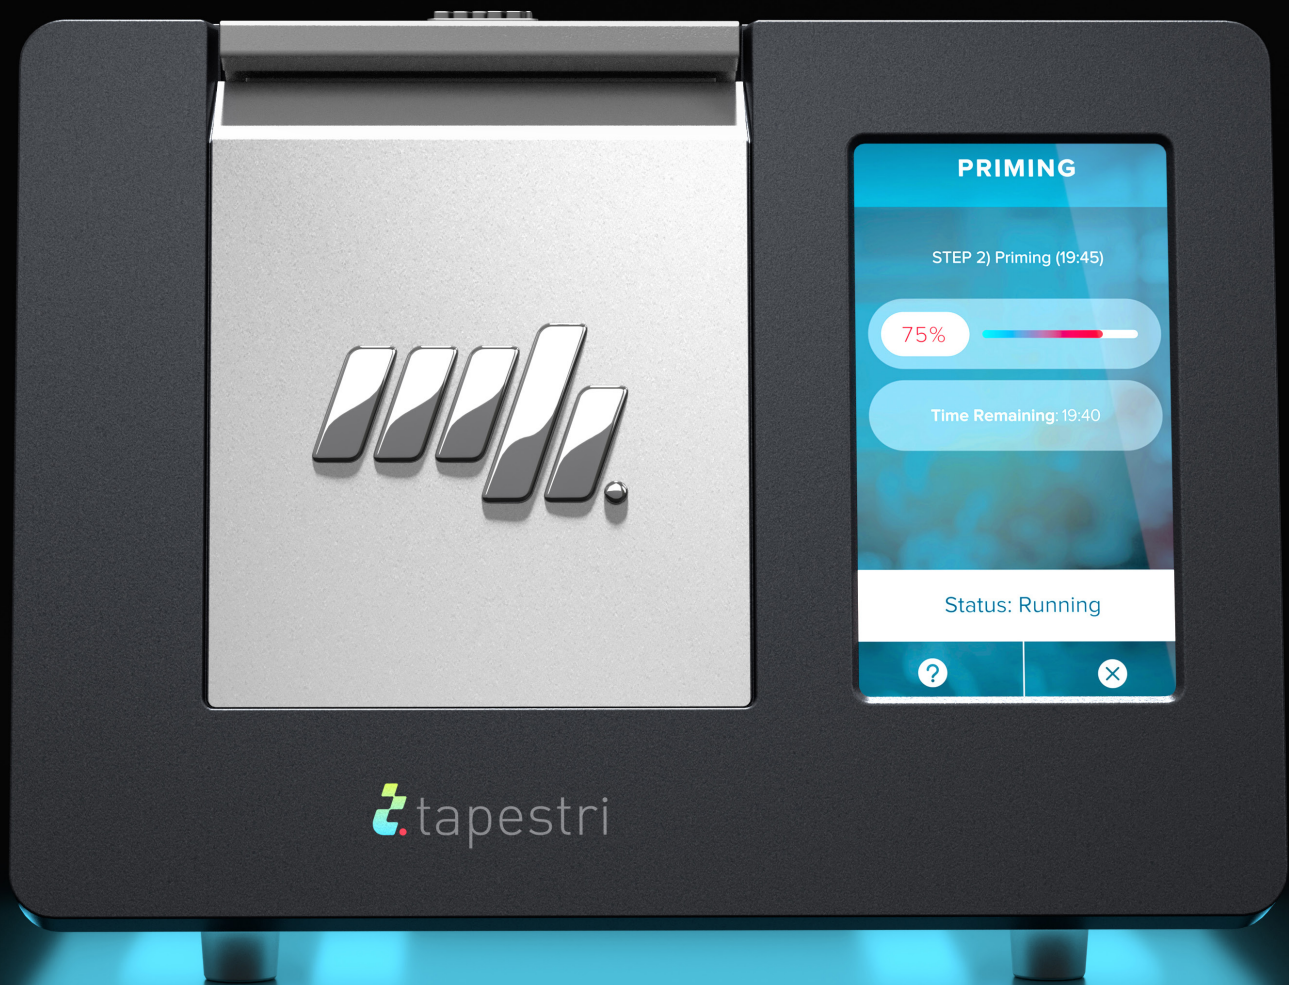 PRIMING
STEP 2) Priming (19:45)
75%
Time Remaining: 19:40
Status: Running
?
tapestri